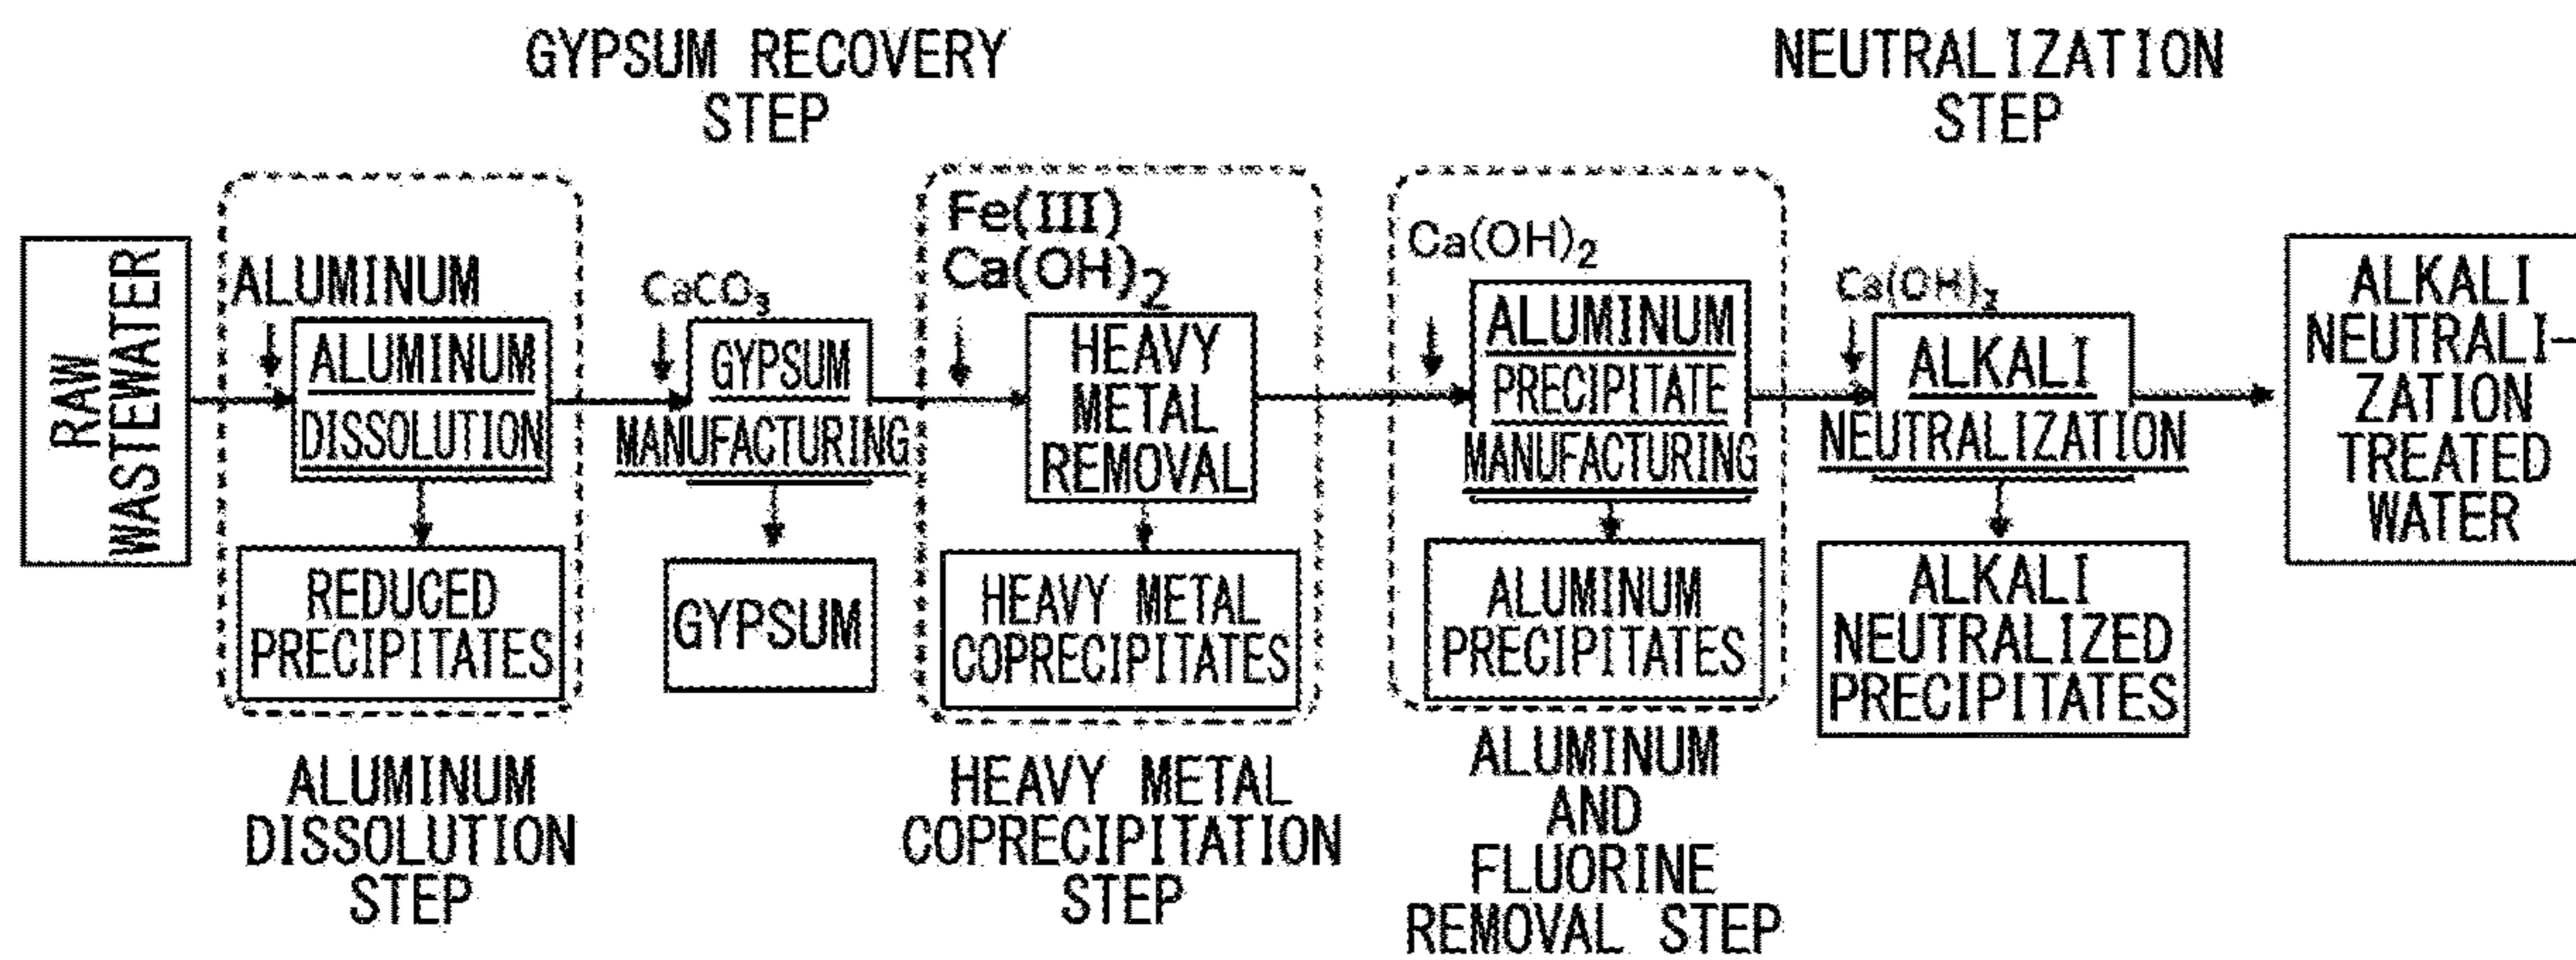 GYPSUM RECOVERY
STEP
NEUTRALIZATION
STEP
RAW
WASTEWATER
ALUMINUM
ALUMINUM
DISSOLUTION
REDUCED
PRECIPITATES
ALUMINUM
DISSOLUTION
STEP
CaCO₃
GYPSUM
MANUFACTURING
GYPSUM
Fe(III)
Ca(OH)₂
HEAVY
METAL
REMOVAL
HEAVY METAL
COPRECIPITATES
HEAVY METAL
COPRECIPITATION
STEP
Ca(OH)₂
ALUMINUM
PRECIPITATE
MANUFACTURING
ALUMINUM
PRECIPITATES
ALUMINUM
AND
FLUORINE
REMOVAL STEP
Ca(OH)₂
ALKALI
NEUTRALIZATION
ALKALI
NEUTRALIZED
PRECIPITATES
ALKALI
NEUTRALI-
ZATION
TREATED
WATER